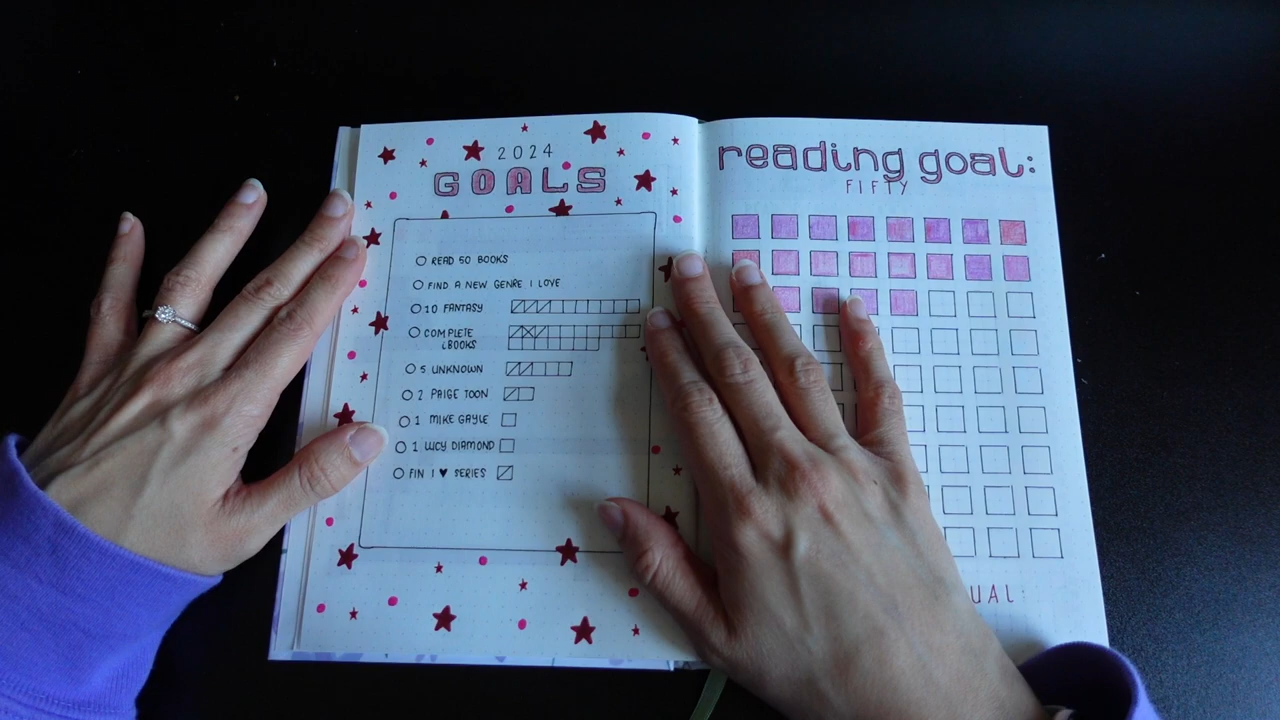 2024
GOALS
READ 50 BOOKS
FIND A NEW GENRE I LOVE
10 FANTASY
COMPLETE
BOOKS
5 UNKNOWN
2 PAIGE TOON
1 MIKE GAYLE
1 LUCY DIAMOND
FIN 1 ♥ SERIES
reading goal:
FIFTY